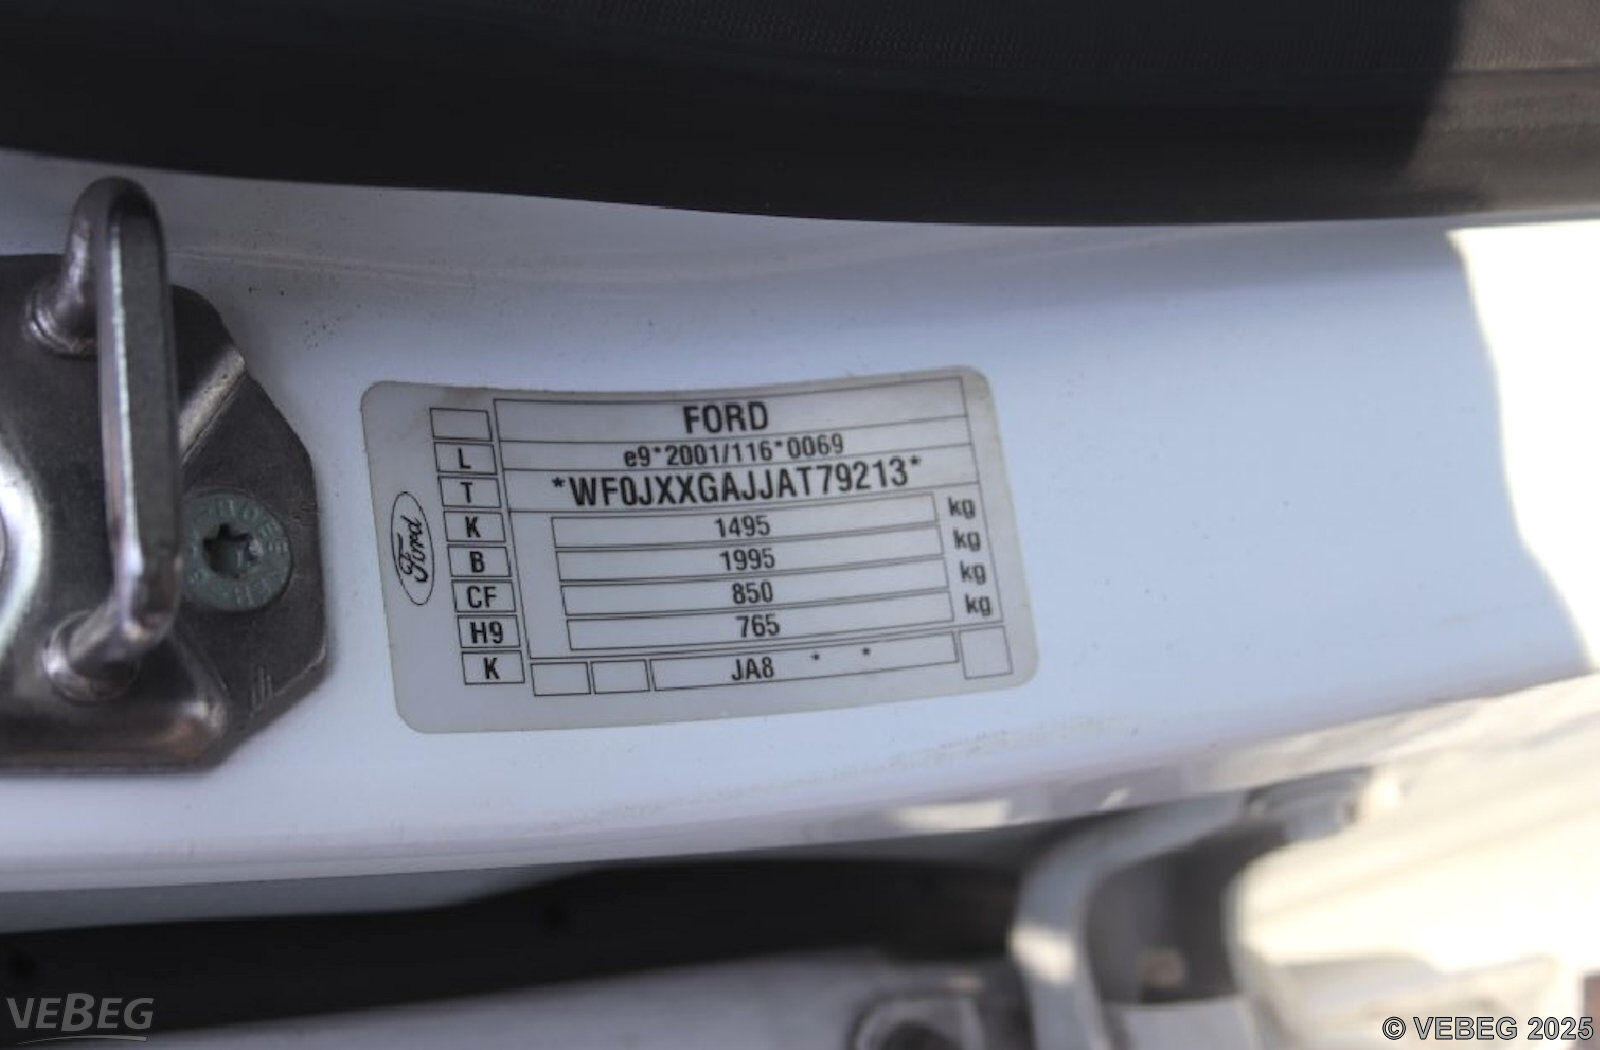 FORD
L
e9*2001/116*0069
T
*WF0JXXGAJJAT79213*
K
1495
kg
B
1995
kg
CF
850
kg
H9
765
kg
K
JA8 * *
Ford
VEBEG
© VEBEG 2025